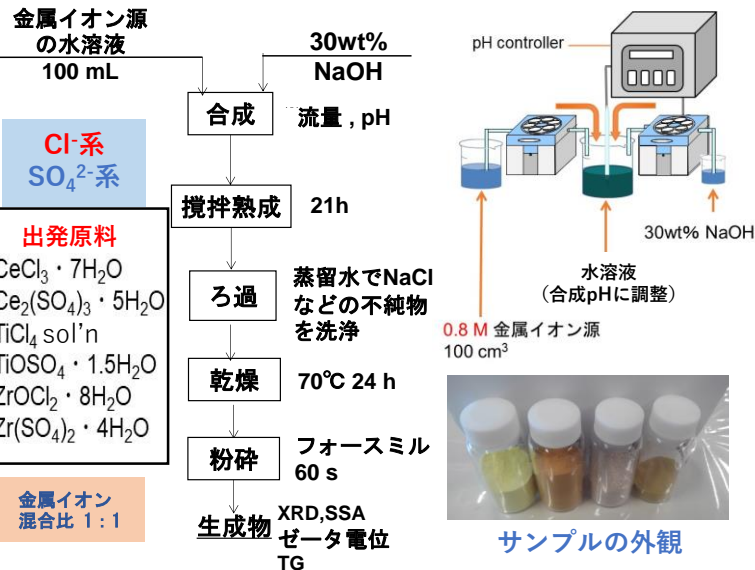 金属イオン源
の水溶液
100 mL
30wt%
NaOH
合成
流量 , pH
Cl⁻系
SO₄²⁻系
攪拌熟成
21h
出発原料
CeCl₃・7H₂O
Ce₂(SO₄)₃・5H₂O
TiCl₄ sol'n
TiOSO₄・1.5H₂O
ZrOCl₂・8H₂O
Zr(SO₄)₂・4H₂O
ろ過
蒸留水でNaCl
などの不純物
を洗浄
乾燥
70℃ 24 h
粉砕
フォースミル
60 s
金属イオン
混合比 1：1
生成物
XRD,SSA
ゼータ電位
TG
pH controller
30wt% NaOH
水溶液
（合成pHに調整）
0.8 M 金属イオン源
100 cm³
サンプルの外観